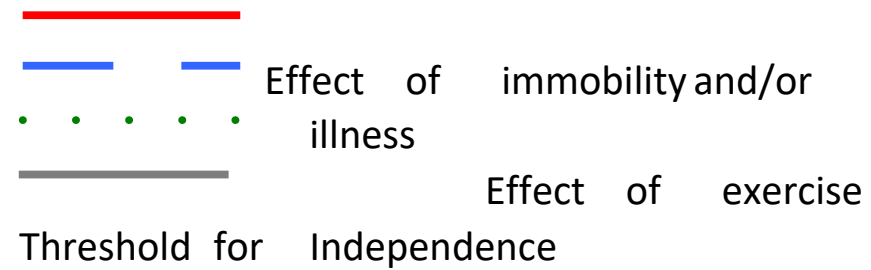 Effect of immobility and/or
illness
Effect of exercise
Threshold for Independence